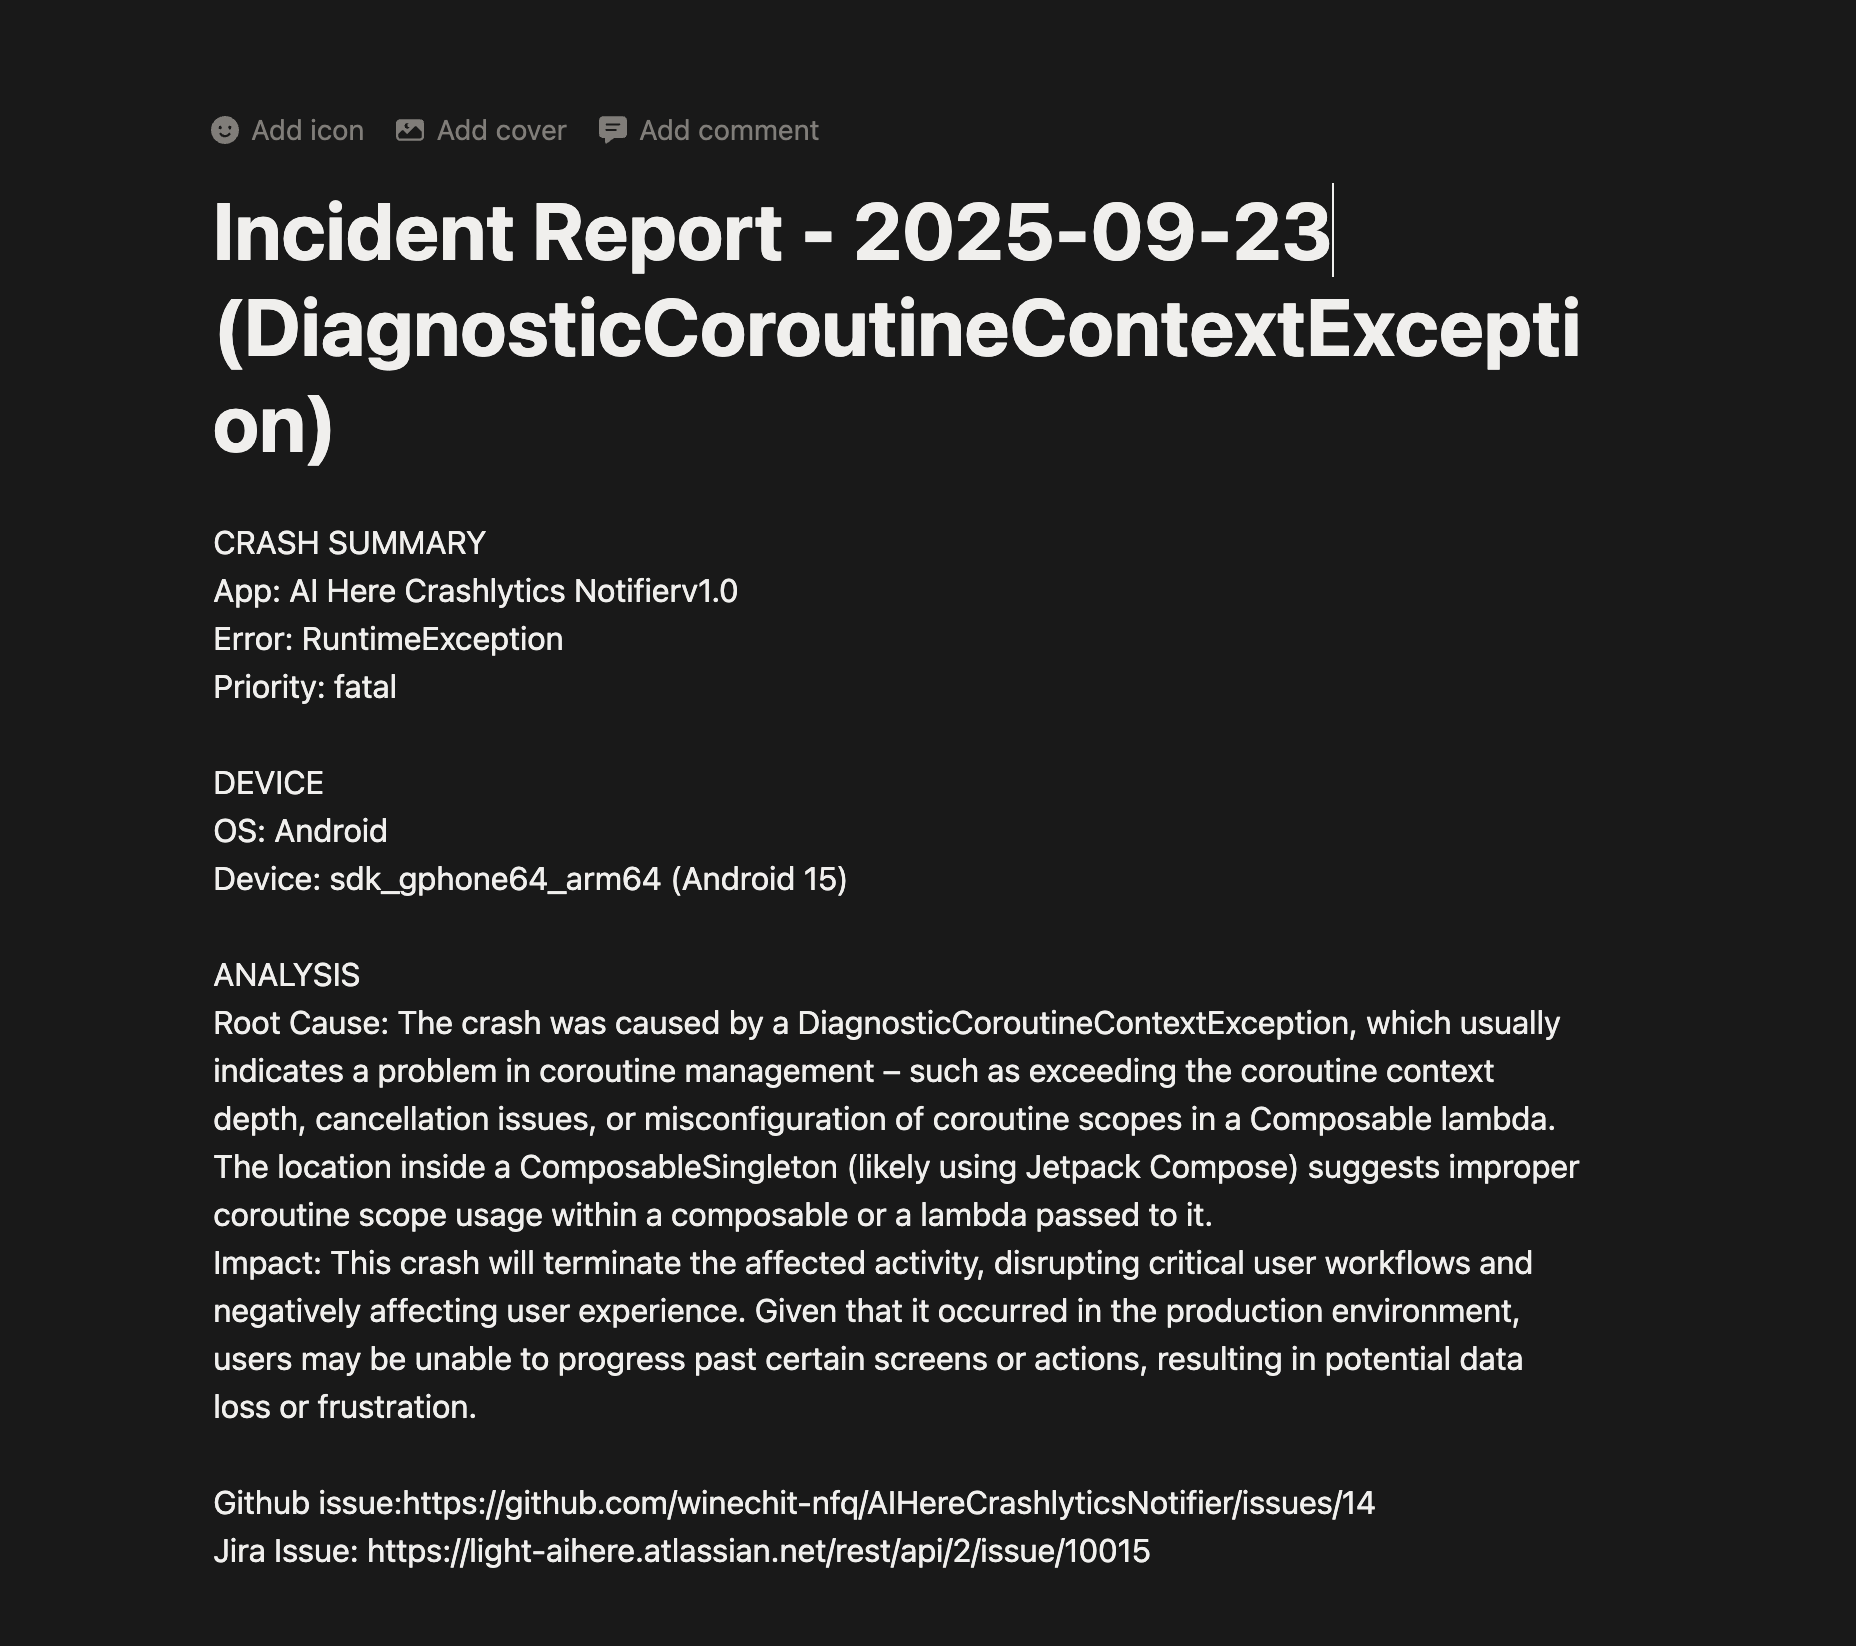 Add icon Add cover Add comment
Incident Report - 2025-09-23
(DiagnosticCoroutineContextExcepti
on)
CRASH SUMMARY
App: AI Here Crashlytics Notifierv1.0
Error: RuntimeException
Priority: fatal
DEVICE
OS: Android
Device: sdk_gphone64_arm64 (Android 15)
ANALYSIS
Root Cause: The crash was caused by a DiagnosticCoroutineContextException, which usually
indicates a problem in coroutine management – such as exceeding the coroutine context
depth, cancellation issues, or misconfiguration of coroutine scopes in a Composable lambda.
The location inside a ComposableSingleton (likely using Jetpack Compose) suggests improper
coroutine scope usage within a composable or a lambda passed to it.
Impact: This crash will terminate the affected activity, disrupting critical user workflows and
negatively affecting user experience. Given that it occurred in the production environment,
users may be unable to progress past certain screens or actions, resulting in potential data
loss or frustration.
Github issue:https://github.com/winechit-nfq/AIHereCrashlyticsNotifier/issues/14
Jira Issue: https://light-aihere.atlassian.net/rest/api/2/issue/10015